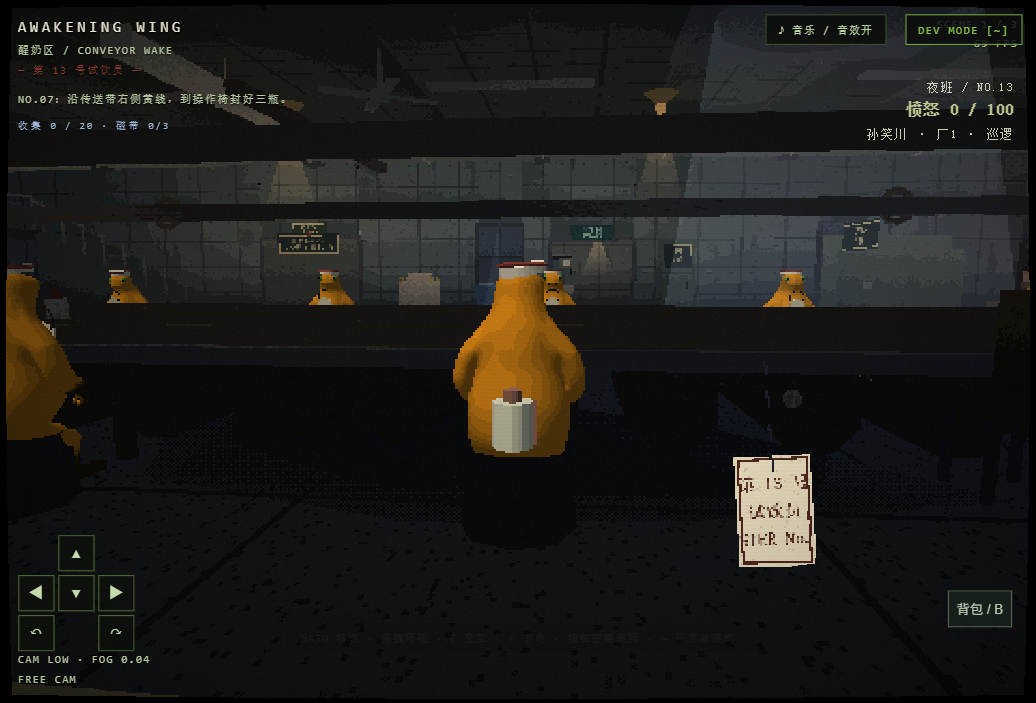 AWAKENING WING
醒奶区 / CONVEYOR WAKE
— 第 13 号试饮员 —
NO.07: 沿传送带右侧黄线, 到操作椅封好三瓶。
收集 0 / 20 · 磁带 0/3
♪ 音乐 / 音效开
DEV MODE [~]
夜班 / NO.13
愤怒 0 / 100
孙笑川 · 厂1 · 巡逻
背包 / B
CAM LOW · FOG 0.04
FREE CAM